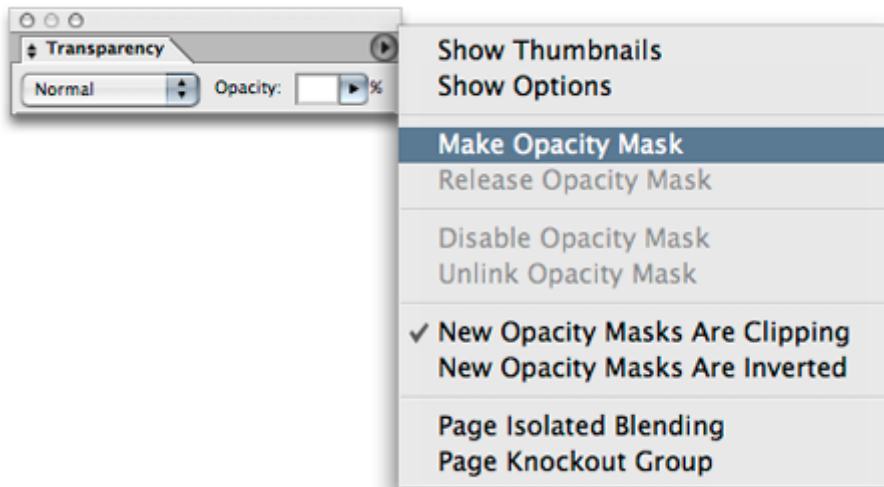 Transparency
Normal Opacity: %
Show Thumbnails
Show Options
Make Opacity Mask
Release Opacity Mask
Disable Opacity Mask
Unlink Opacity Mask
New Opacity Masks Are Clipping
New Opacity Masks Are Inverted
Page Isolated Blending
Page Knockout Group